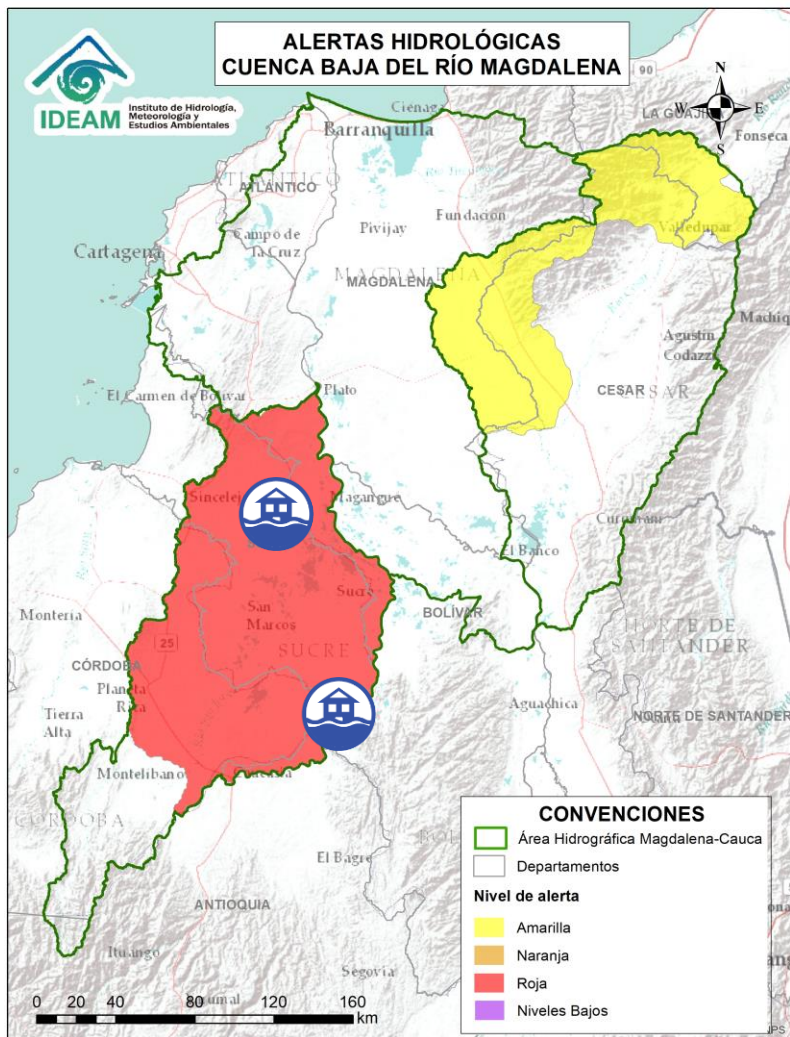 ALERTAS HIDROLÓGICAS
CUENCA BAJA DEL RÍO MAGDALENA
IDEAM
Instituto de Hidrología,
Meteorología y
Estudios Ambientales
N
W
E
S
90
LA GUAJIRA
Fonseca
Ciénaga
Barranquilla
ATLÁNTICO
Fundación
Pivijay
Valledupar
Campo de
la Cruz
Cartagena
MAGDALENA
MAGDALENA
Agustín
Codazzi
El Carmen de Bolívar
Plato
CESAR
CESAR
Magangue
Curumaní
El Banco
Sucre
BOLÍVAR
Montería
San
Marcos
SUCRE
NORTE DE
SANTANDER
25
CÓRDOBA
Planeta
Rica
Aguachica
NORTE DE SANTANDER
Tierra
Alta
Montelíbano
CÓRDOBA
El Bagre
ANTIOQUIA
Ituango
Segovia
CONVENCIONES
Área Hidrográfica Magdalena-Cauca
Departamentos
Nivel de alerta
Amarilla
Naranja
Roja
Niveles Bajos
0 20 40 80 120 160
km